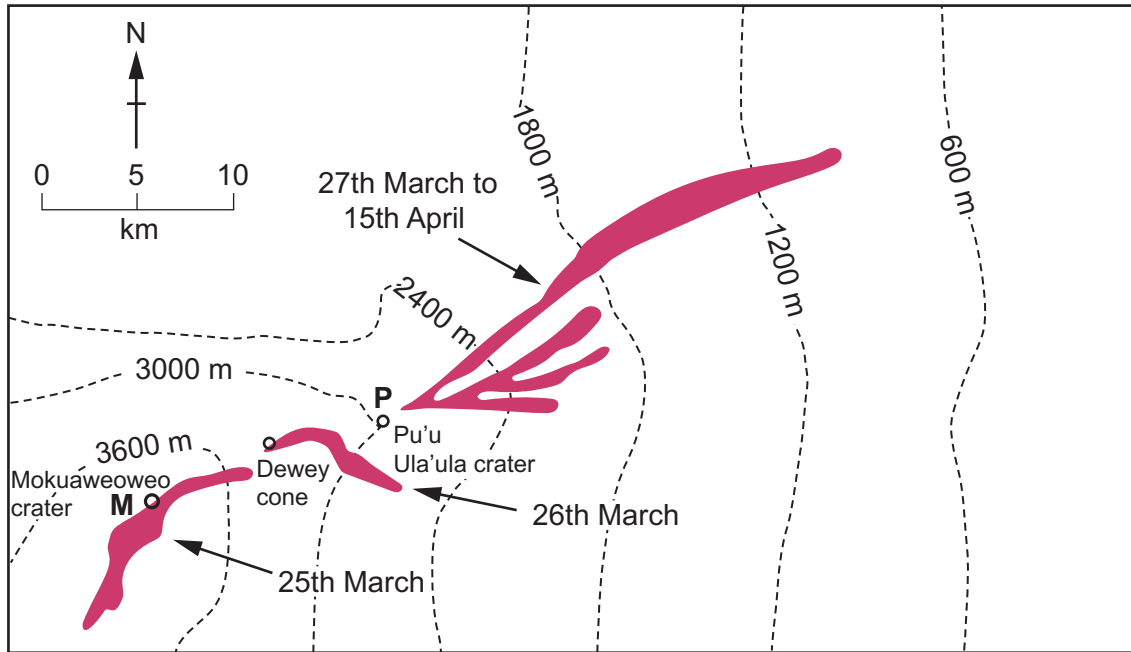 N
0 5 10
km
27th March to
15th April
1800 m
1200 m
600 m
2400 m
3000 m
3600 m
P
Pu'u
Ula'ula crater
Mokuaweoweo
crater
M
Dewey
cone
26th March
25th March